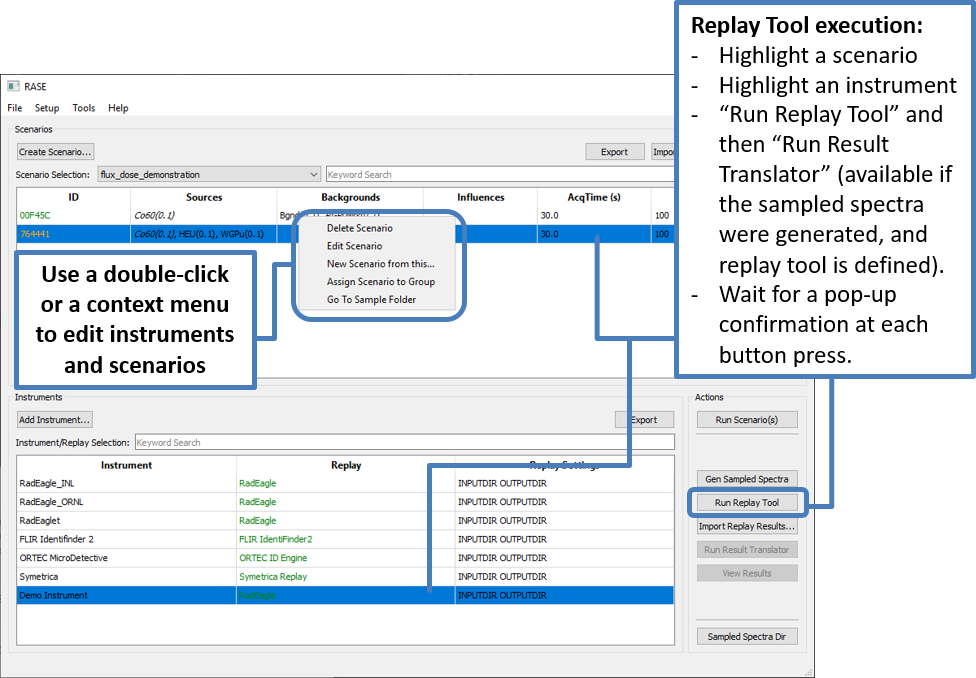 Replay Tool execution:
- Highlight a scenario
- Highlight an instrument
- “Run Replay Tool” and
then “Run Result
Translator” (available if
the sampled spectra
were generated, and
replay tool is defined).
- Wait for a pop-up
confirmation at each
button press.
RASE
File Setup Tools Help
Scenarios
Create Scenario... Export
Scenario Selection: flux_dose_demonstration Keyword Search
ID Sources Backgrounds Influences AcqTime (s)
00F45C Co60(0.1) 30.0 100
764441 Co60(0.1), HEU(0.1), WGPu(0.1) 30.0 100
Delete Scenario
Edit Scenario
New Scenario from this...
Assign Scenario to Group
Go To Sample Folder
Use a double-click
or a context menu
to edit instruments
and scenarios
Instruments
Add Instrument... Export
Instrument/Replay Selection: Keyword Search
Instrument Replay Replay Settings
RadEagle_INL RadEagle INPUTDIR OUTPUTDIR
RadEagle_ORNL RadEagle INPUTDIR OUTPUTDIR
RadEaglet RadEagle INPUTDIR OUTPUTDIR
FLIR Identifinder 2 FLIR IdentiFinder2 INPUTDIR OUTPUTDIR
ORTEC MicroDetective ORTEC ID Engine INPUTDIR OUTPUTDIR
Symetrica Symetrica Replay INPUTDIR OUTPUTDIR
Demo Instrument RadEagle INPUTDIR OUTPUTDIR
Actions
Run Scenario(s)
Gen Sampled Spectra
Run Replay Tool
Import Replay Results...
Run Result Translator
View Results
Sampled Spectra Dir